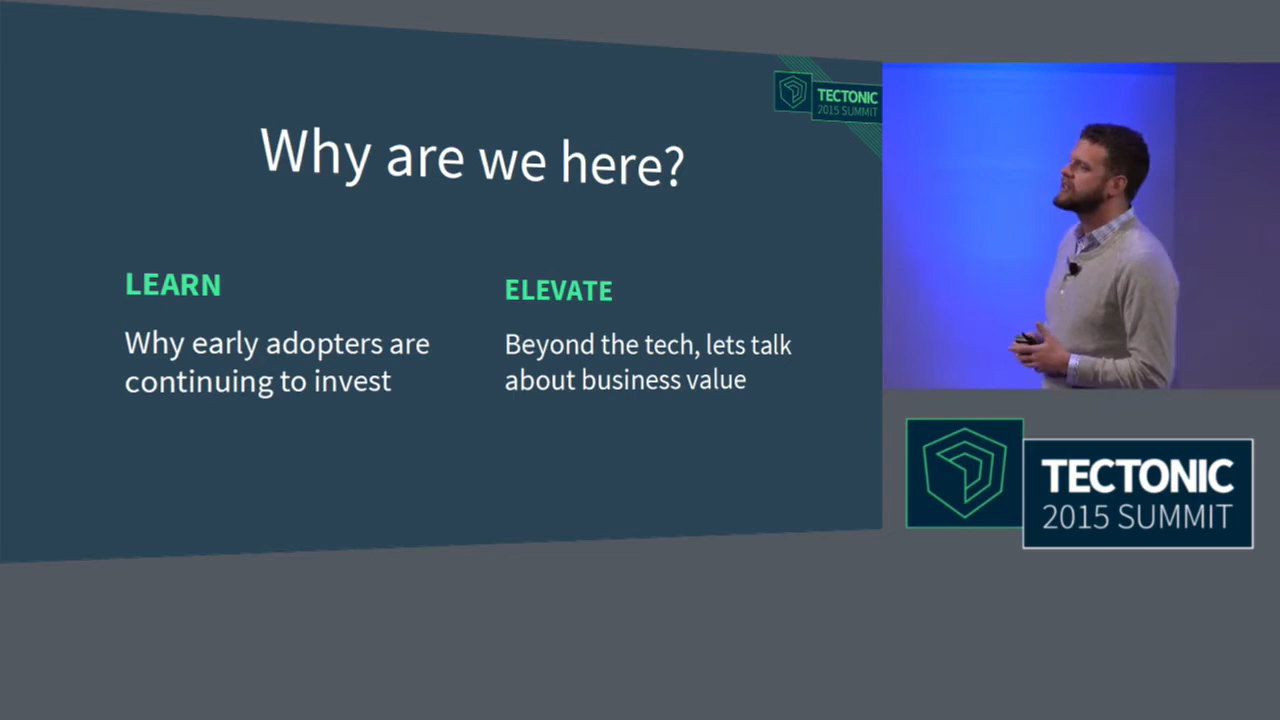 TECTONIC
2015 SUMMIT
Why are we here?
LEARN
Why early adopters are
continuing to invest
ELEVATE
Beyond the tech, lets talk
about business value
TECTONIC
2015 SUMMIT